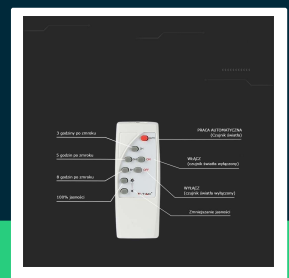 3 godziny po zmroku
5 godzin po zmroku
8 godzin po zmroku
100% jasności
PRACA AUTOMATYCZNA
(Czujnik światła)
WŁĄCZ
(czujnik światła wyłączony)
WYŁĄCZ
(czujnik światła wyłączony)
Zmniejszanie jasności